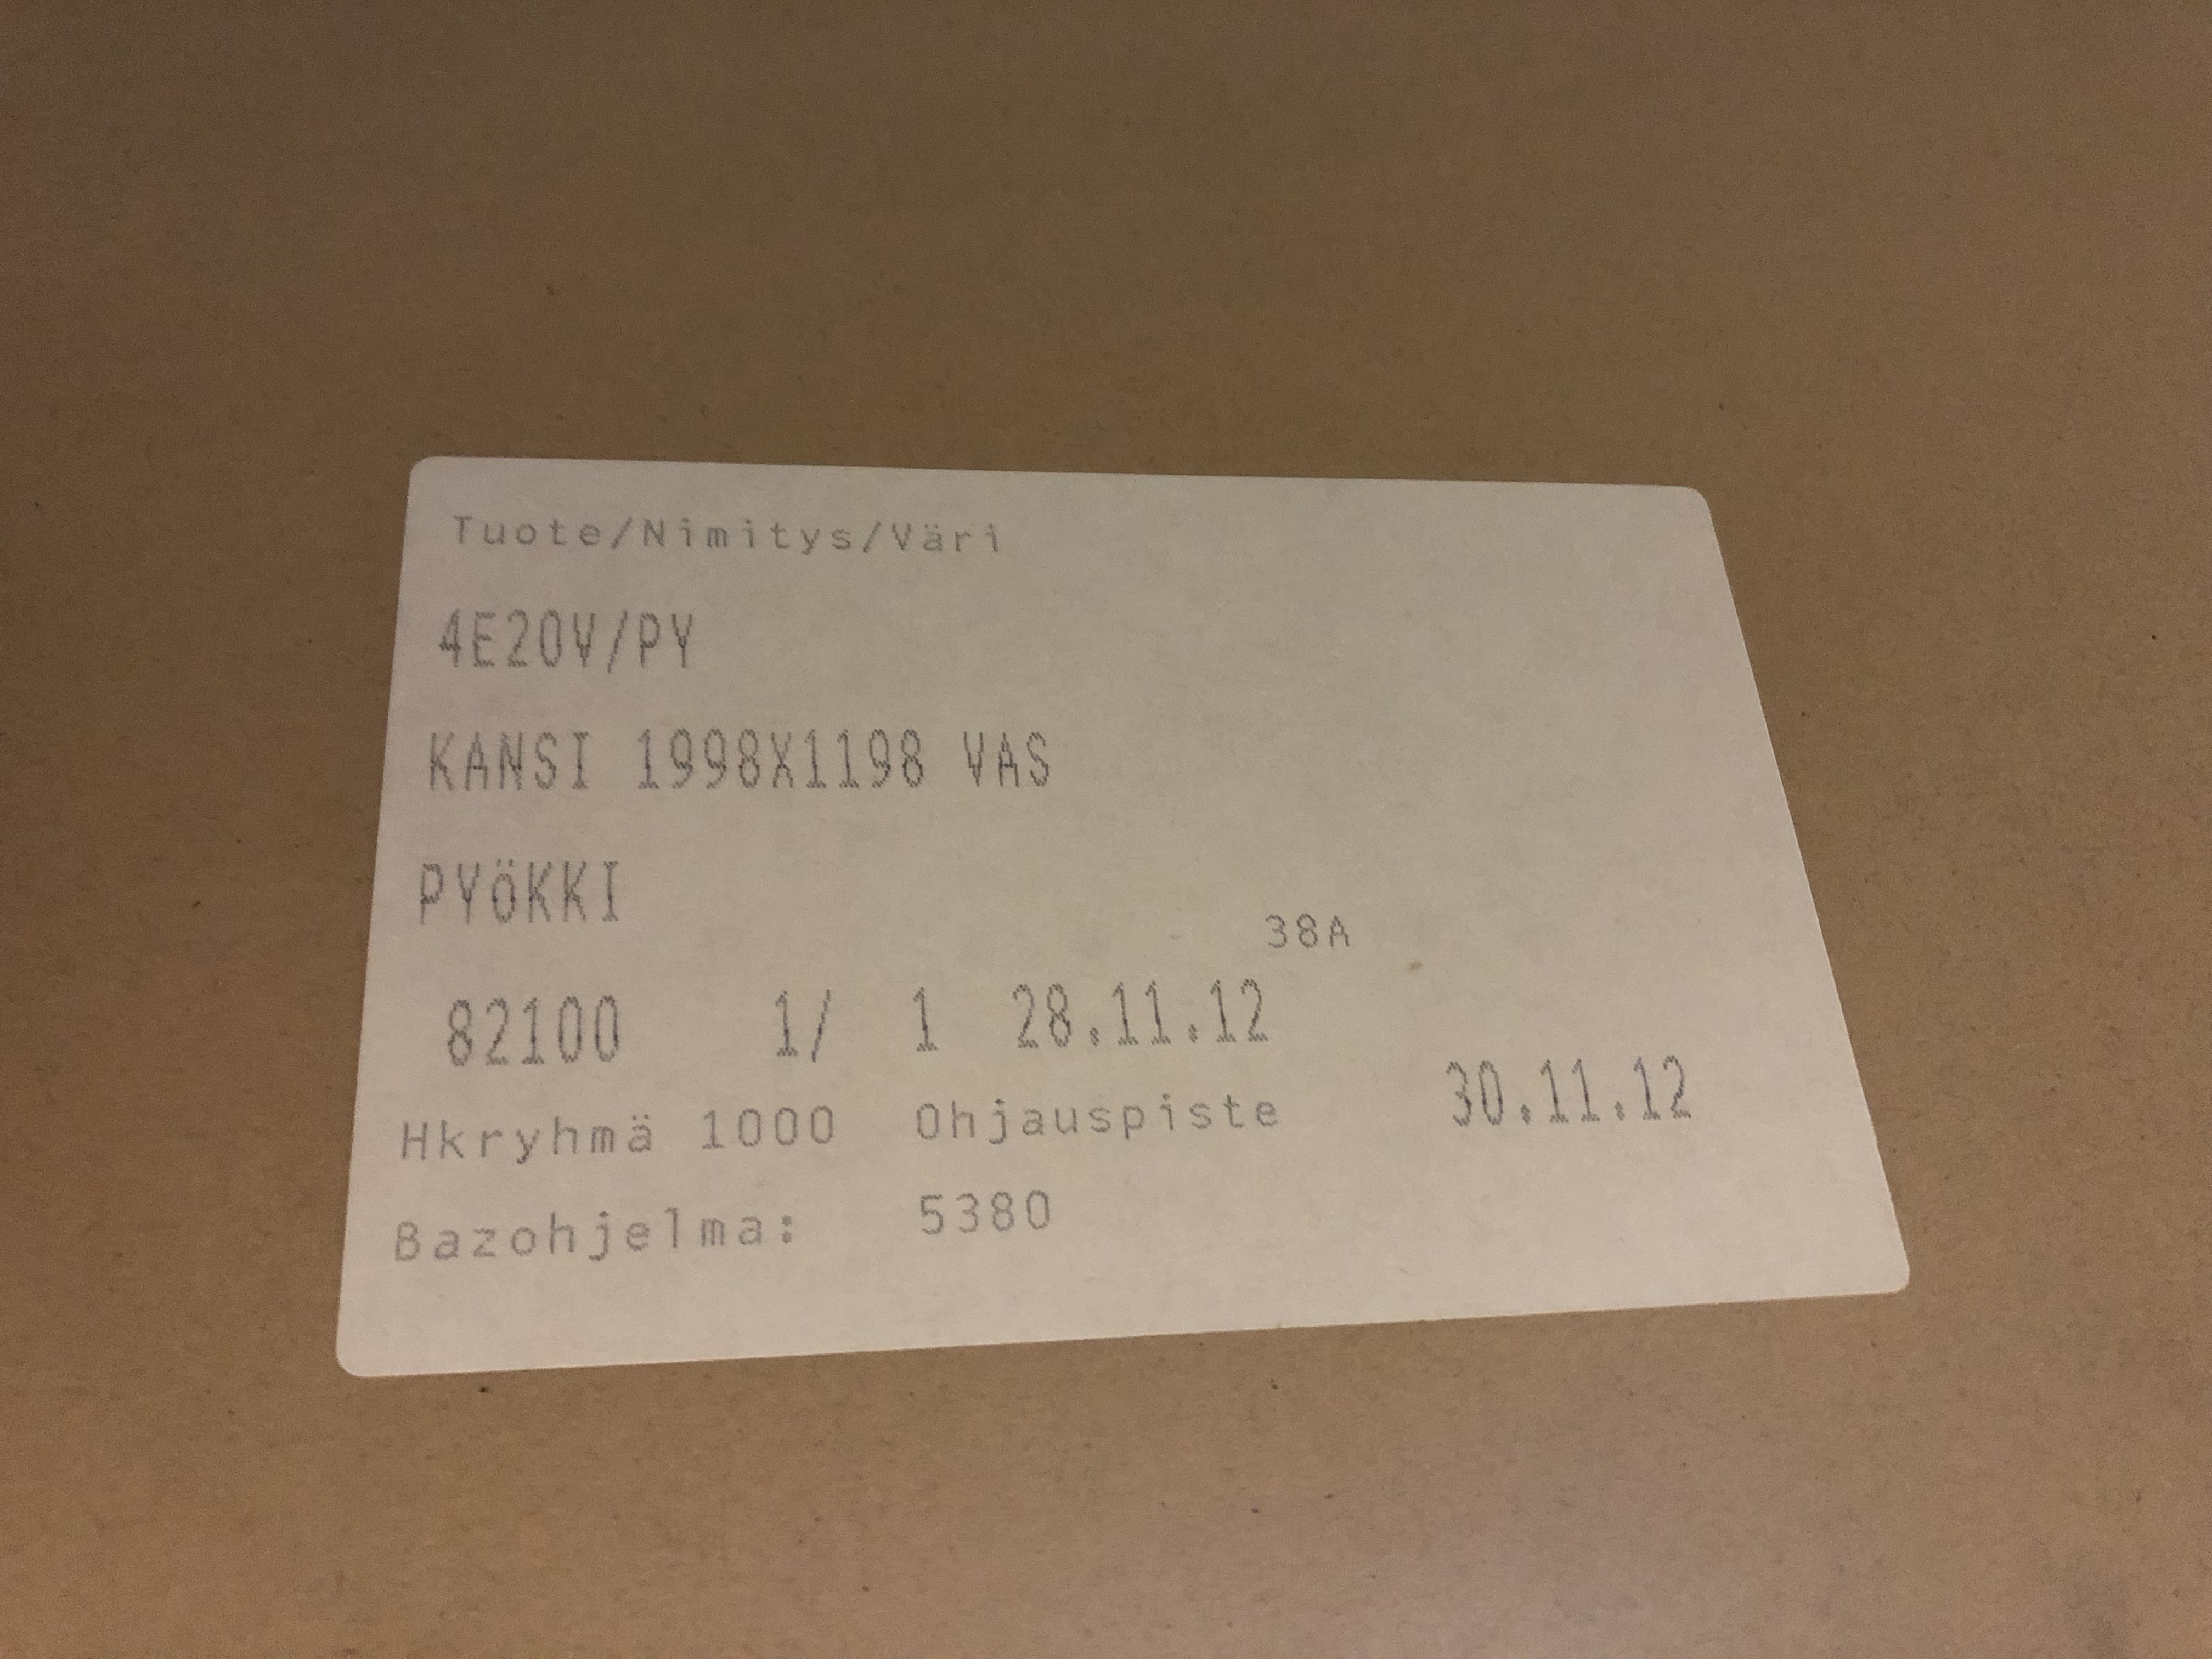 Tuote/Nimitys/Väri
4E20V/PY
KANSI 1998X1198 VAS
PYÖKKI
38A
82100 1/ 1 28.11.12
30.11.12
Hkryhmä 1000 Ohjauspiste
Bazohjelma: 5380